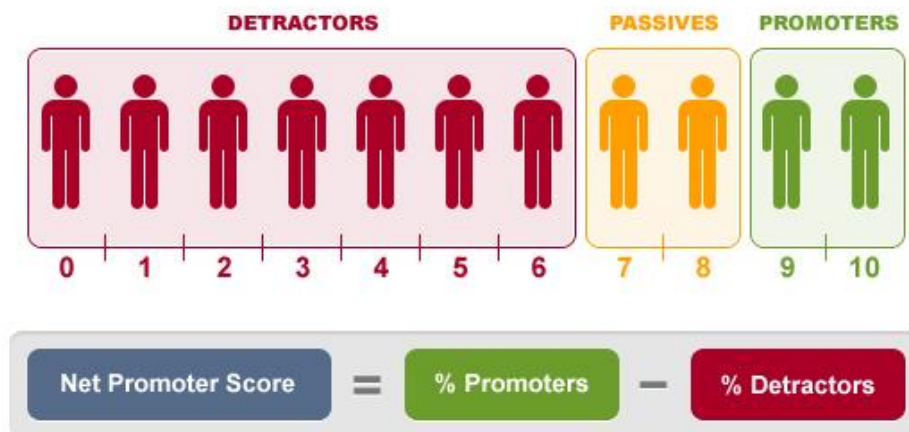 DETRACTORS PASSIVES PROMOTERS
0 1 2 3 4 5 6 7 8 9 10
Net Promoter Score = % Promoters − % Detractors